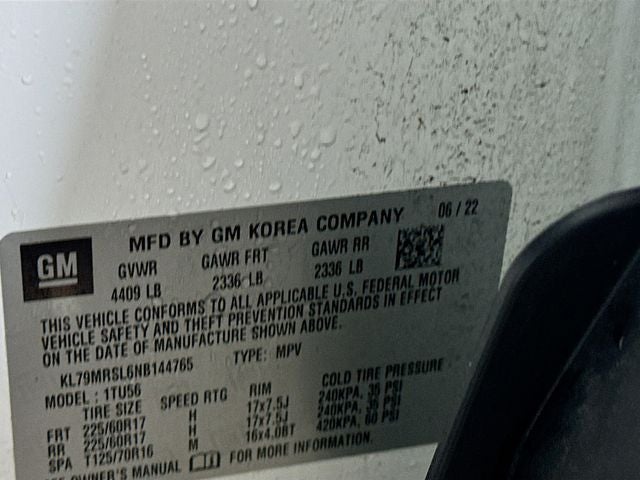 GM
MFD BY GM KOREA COMPANY 06 / 22
GVWR GAWR FRT GAWR RR
4409 LB 2336 LB 2336 LB
THIS VEHICLE CONFORMS TO ALL APPLICABLE U.S. FEDERAL MOTOR
VEHICLE SAFETY AND THEFT PREVENTION STANDARDS IN EFFECT
ON THE DATE OF MANUFACTURE SHOWN ABOVE.
KL79MRSL6NB144765 TYPE: MPV
MODEL : 1TU56
TIRE SIZE SPEED RTG RIM COLD TIRE PRESSURE
FRT 225/60R17 H 17x7.5J 240KPA, 35 PSI
RR 225/60R17 H 17x7.5J 240KPA, 35 PSI
SPA T125/70R16 M 16x4.0BT 420KPA, 60 PSI
OWNER'S MANUAL FOR MORE INFORMATION.